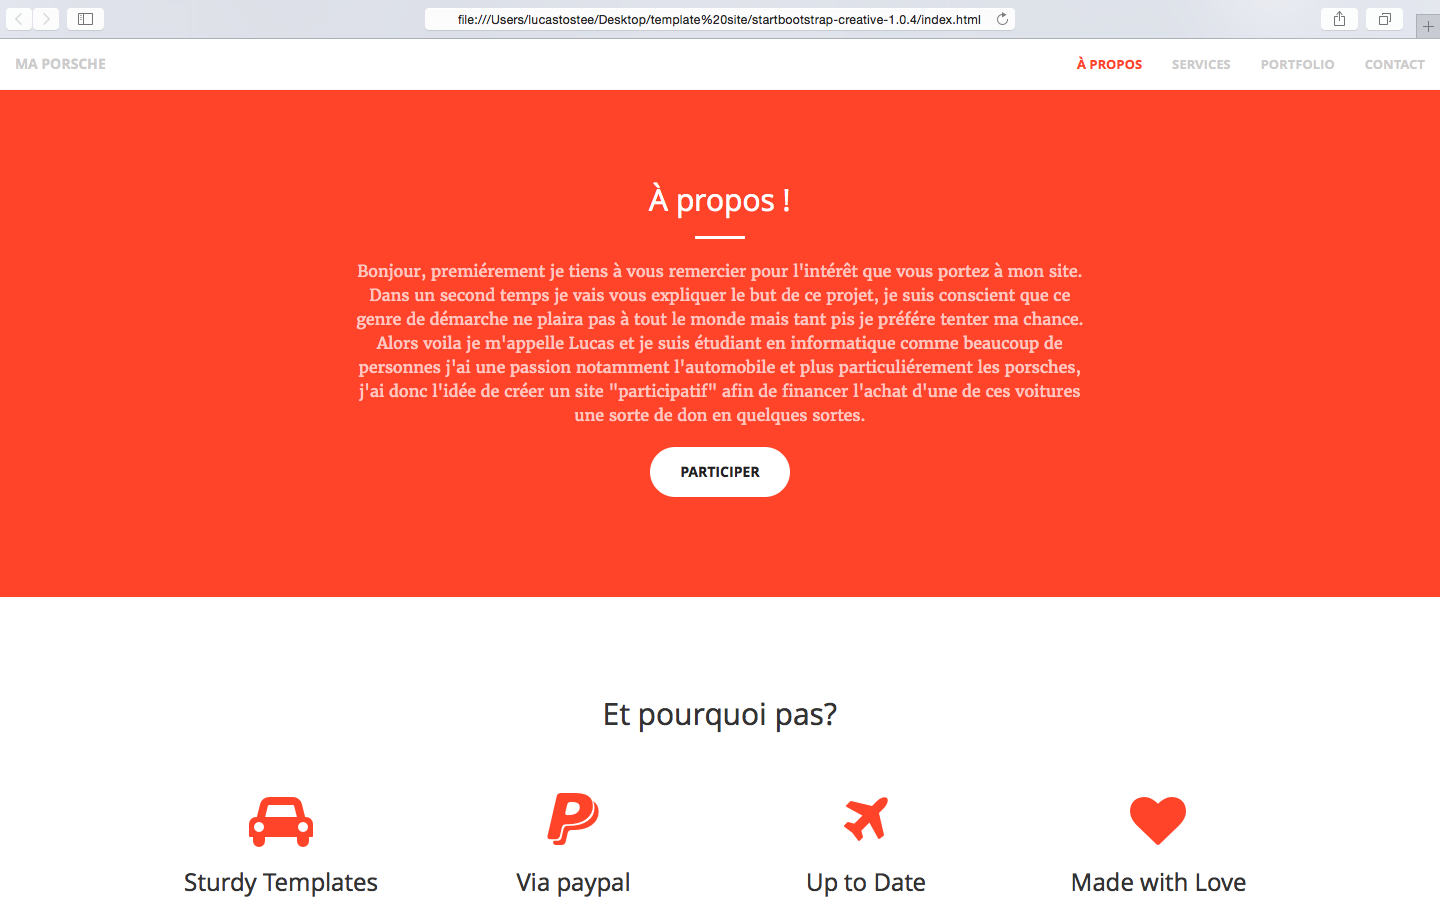 file:///Users/lucastostee/Desktop/template%20site/startbootstrap-creative-1.0.4/index.html
MA PORSCHE
À PROPOS SERVICES PORTFOLIO CONTACT
À propos !
Bonjour, premiérement je tiens à vous remercier pour l'intérêt que vous portez à mon site.
Dans un second temps je vais vous expliquer le but de ce projet, je suis conscient que ce
genre de démarche ne plaira pas à tout le monde mais tant pis je préfére tenter ma chance.
Alors voila je m'appelle Lucas et je suis étudiant en informatique comme beaucoup de
personnes j'ai une passion notamment l'automobile et plus particuliérement les porsches,
j'ai donc l'idée de créer un site "participatif" afin de financer l'achat d'une de ces voitures
une sorte de don en quelques sortes.
PARTICIPER
Et pourquoi pas?
Sturdy Templates
Via paypal
Up to Date
Made with Love